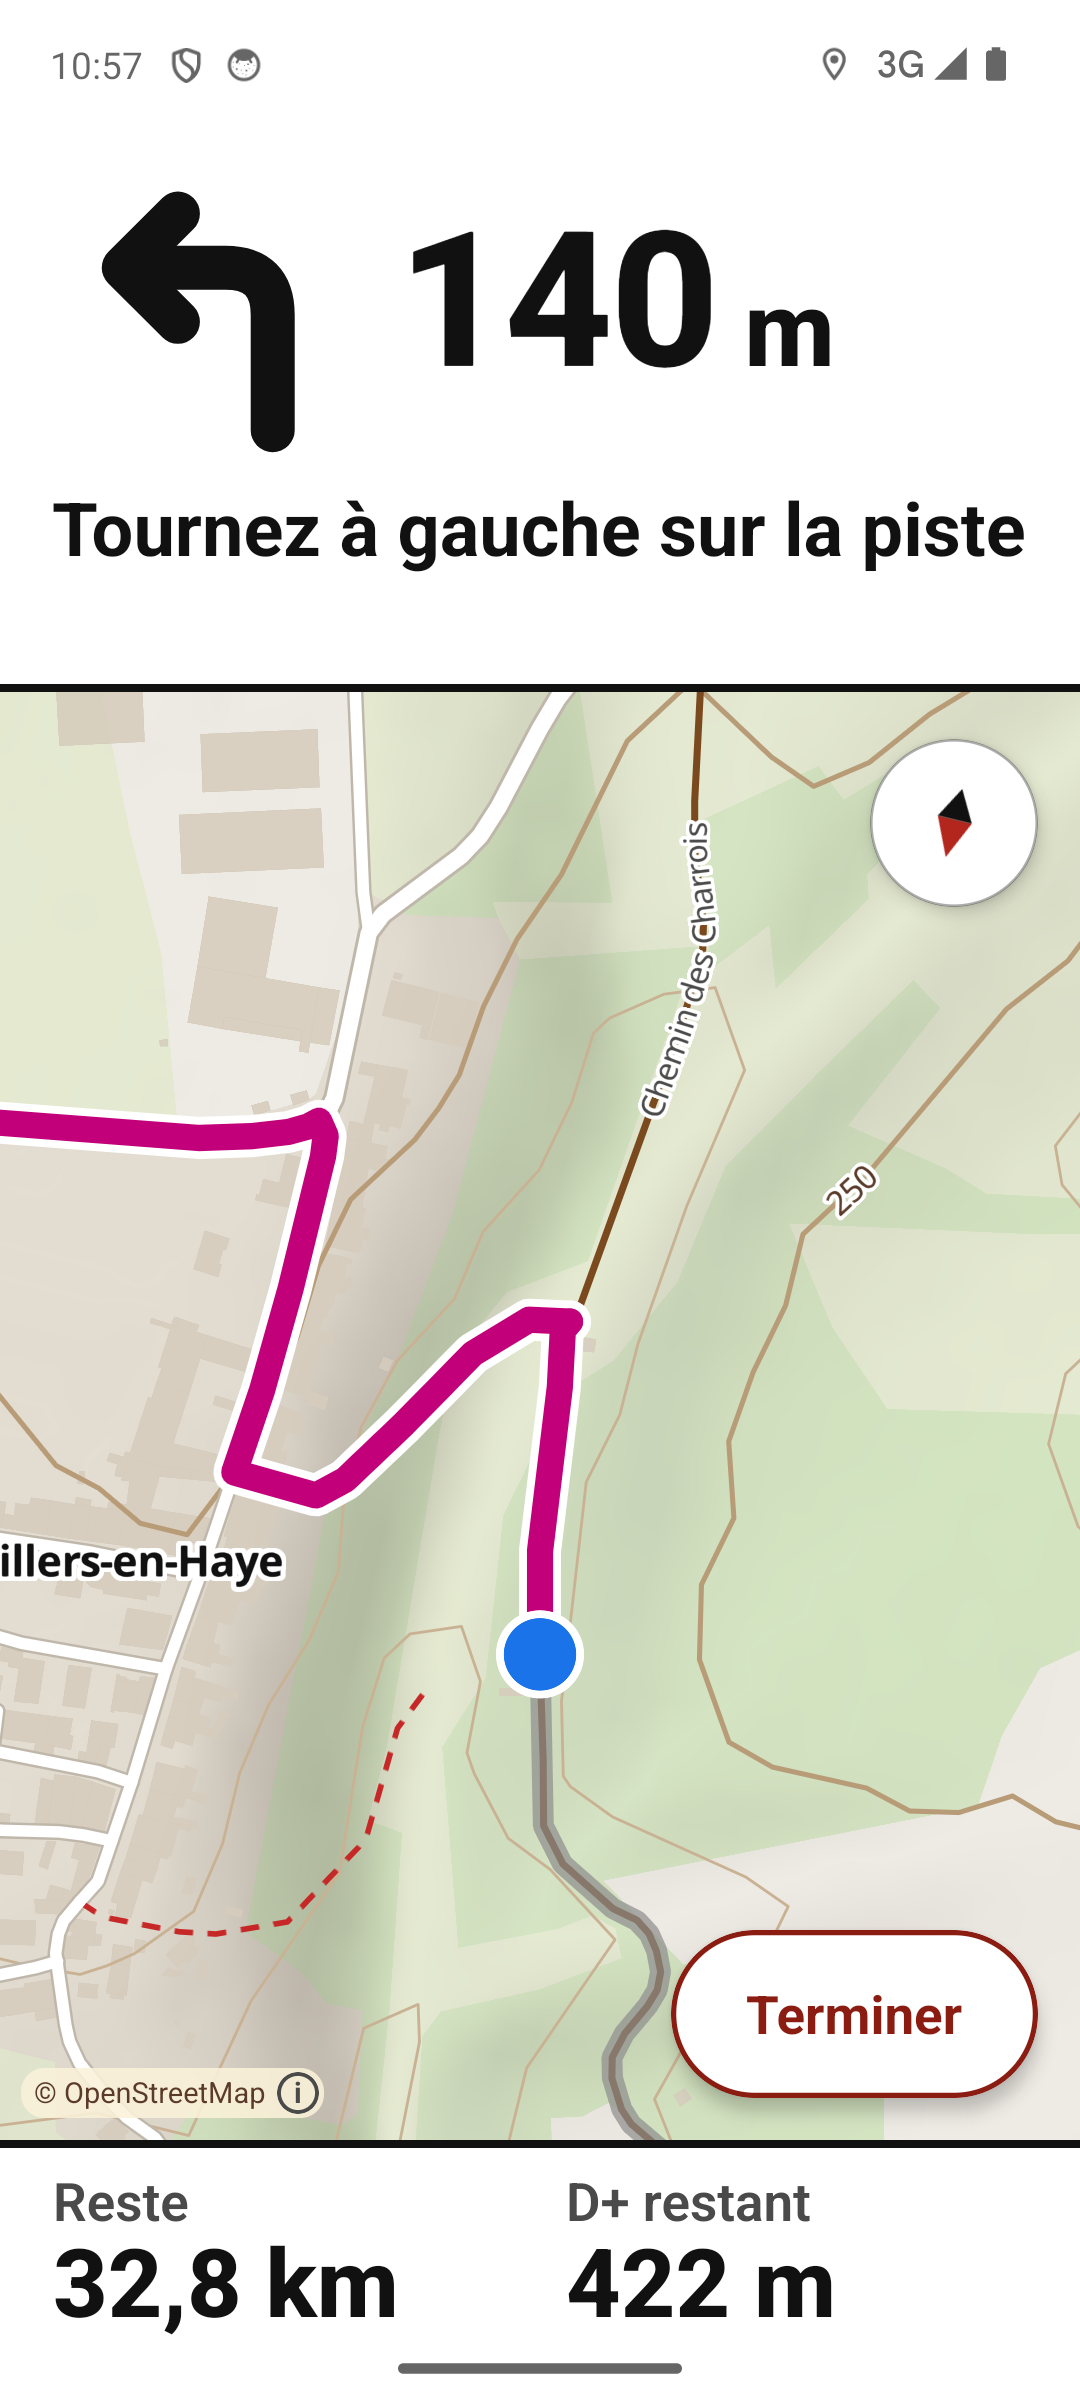 10:57
3G
140 m
Tournez à gauche sur la piste
Chemin des Charrois
250
illers-en-Haye
Terminer
© OpenStreetMap i
Reste
32,8 km
D+ restant
422 m